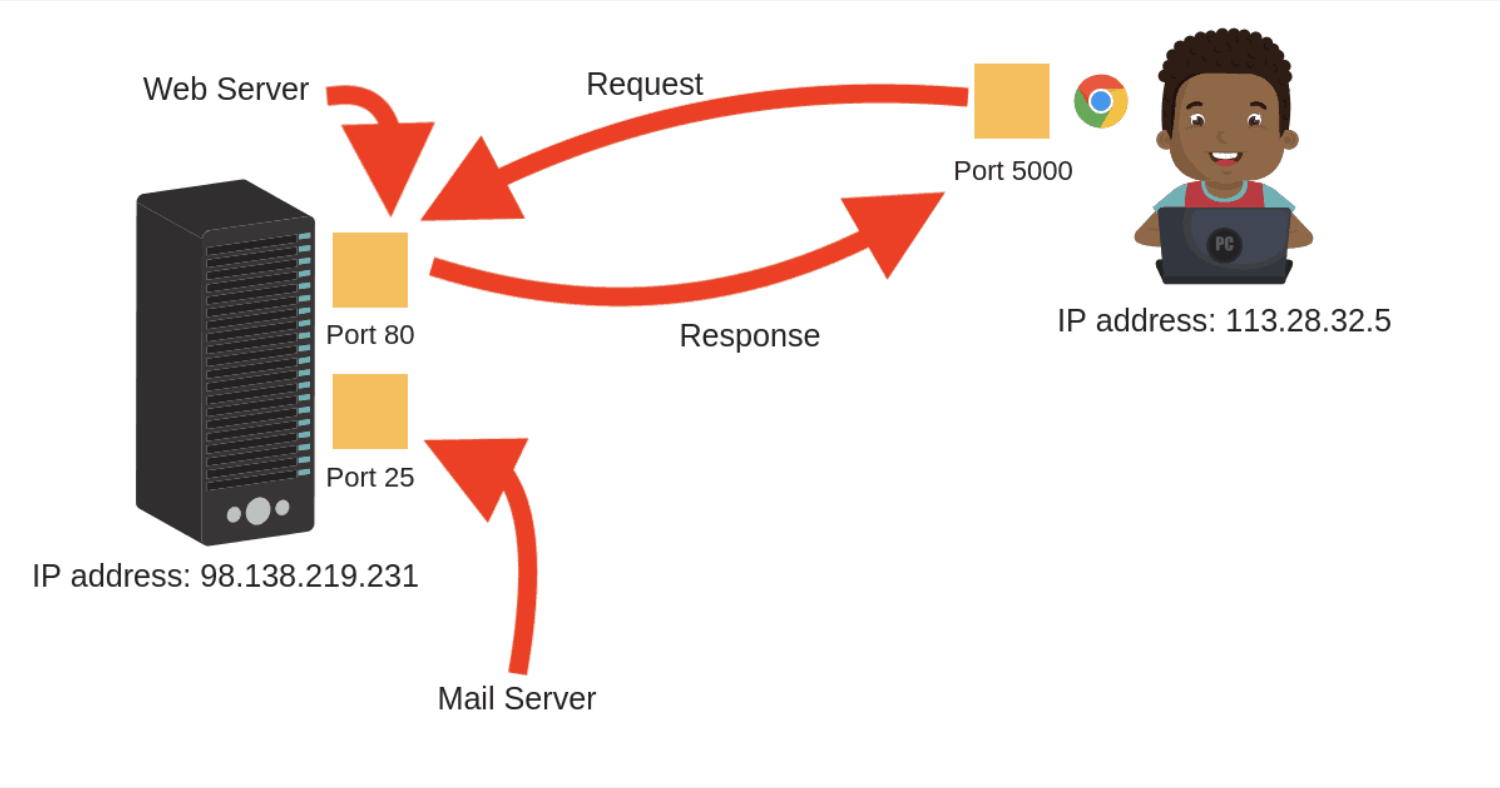 Web Server
Request
Port 5000
PC
IP address: 113.28.32.5
Port 80
Response
Port 25
IP address: 98.138.219.231
Mail Server